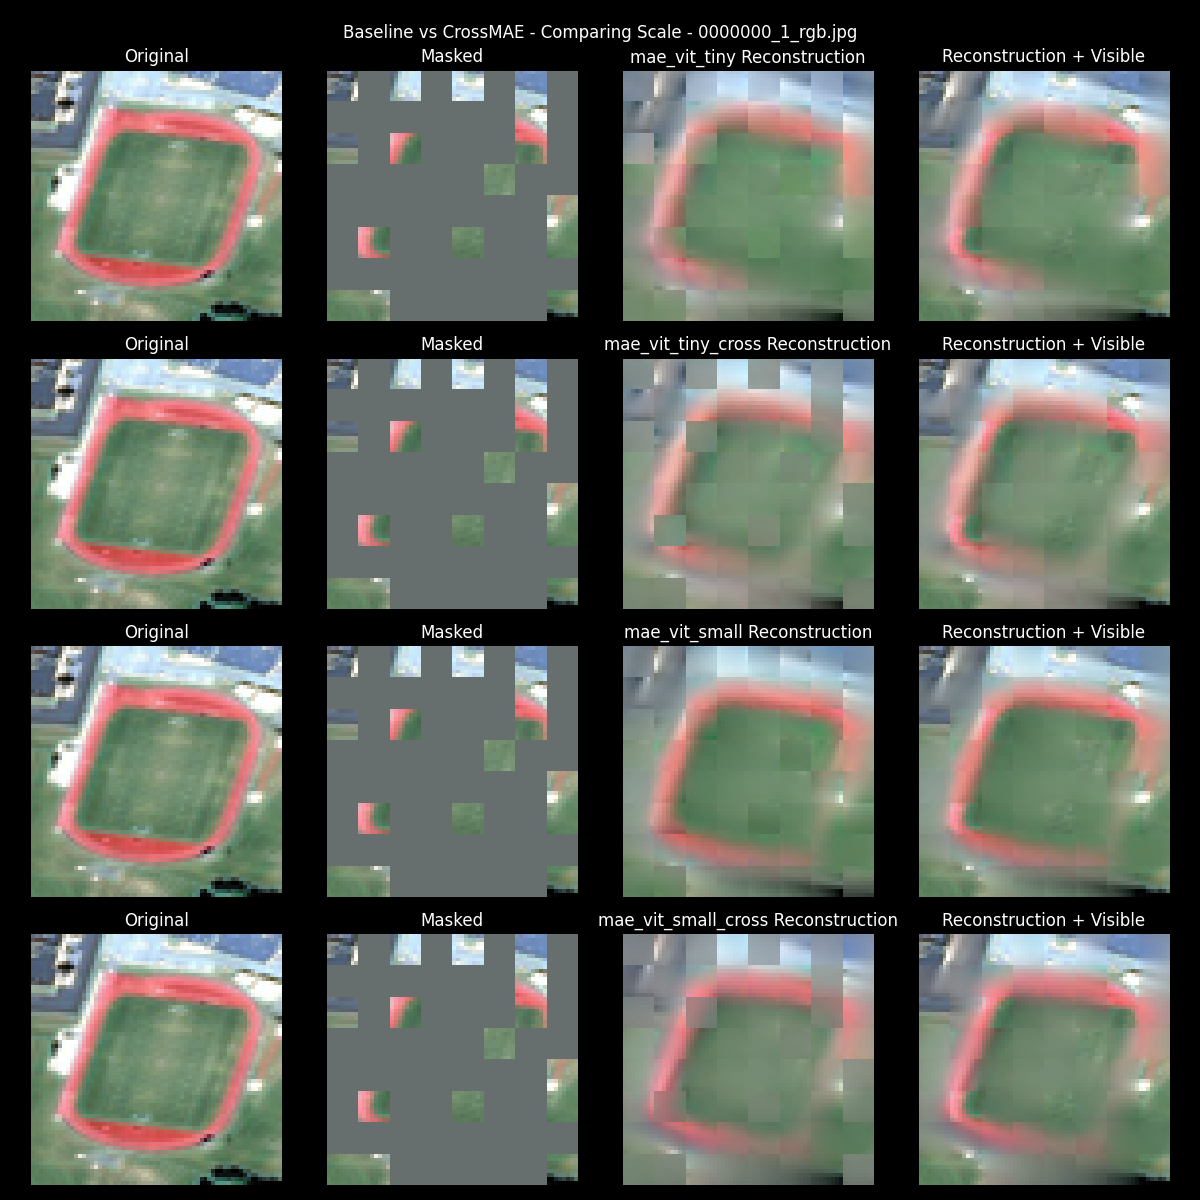 Baseline vs CrossMAE - Comparing Scale - 0000000_1_rgb.jpg
Original Masked mae_vit_tiny Reconstruction Reconstruction + Visible
Original Masked mae_vit_tiny_cross Reconstruction Reconstruction + Visible
Original Masked mae_vit_small Reconstruction Reconstruction + Visible
Original Masked mae_vit_small_cross Reconstruction Reconstruction + Visible